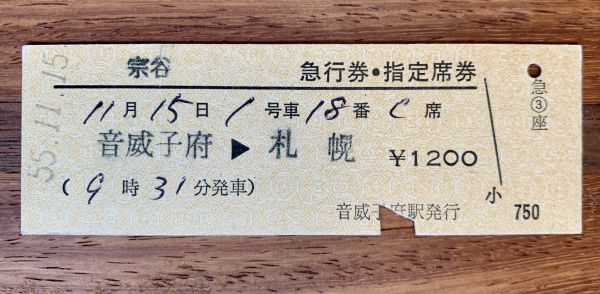 宗谷 急行券・指定席券
55.11.15
11月15日 1号車18番C席
音威子府▶札幌 ¥1200
(9時31分発車)
音威子府駅発行
小
急③座
750